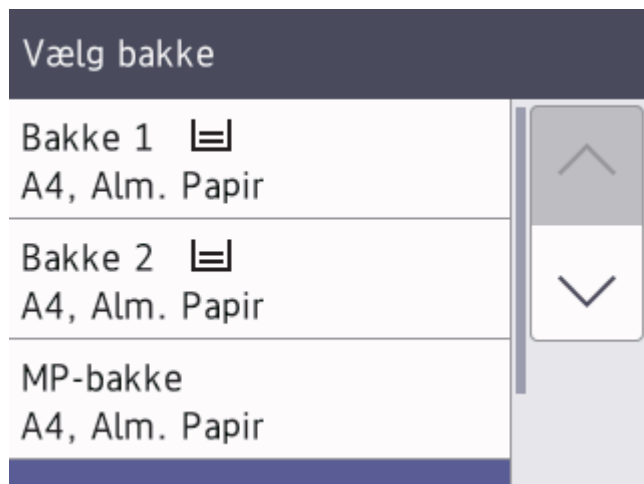 Vælg bakke
Bakke 1
A4, Alm. Papir
Bakke 2
A4, Alm. Papir
MP-bakke
A4, Alm. Papir